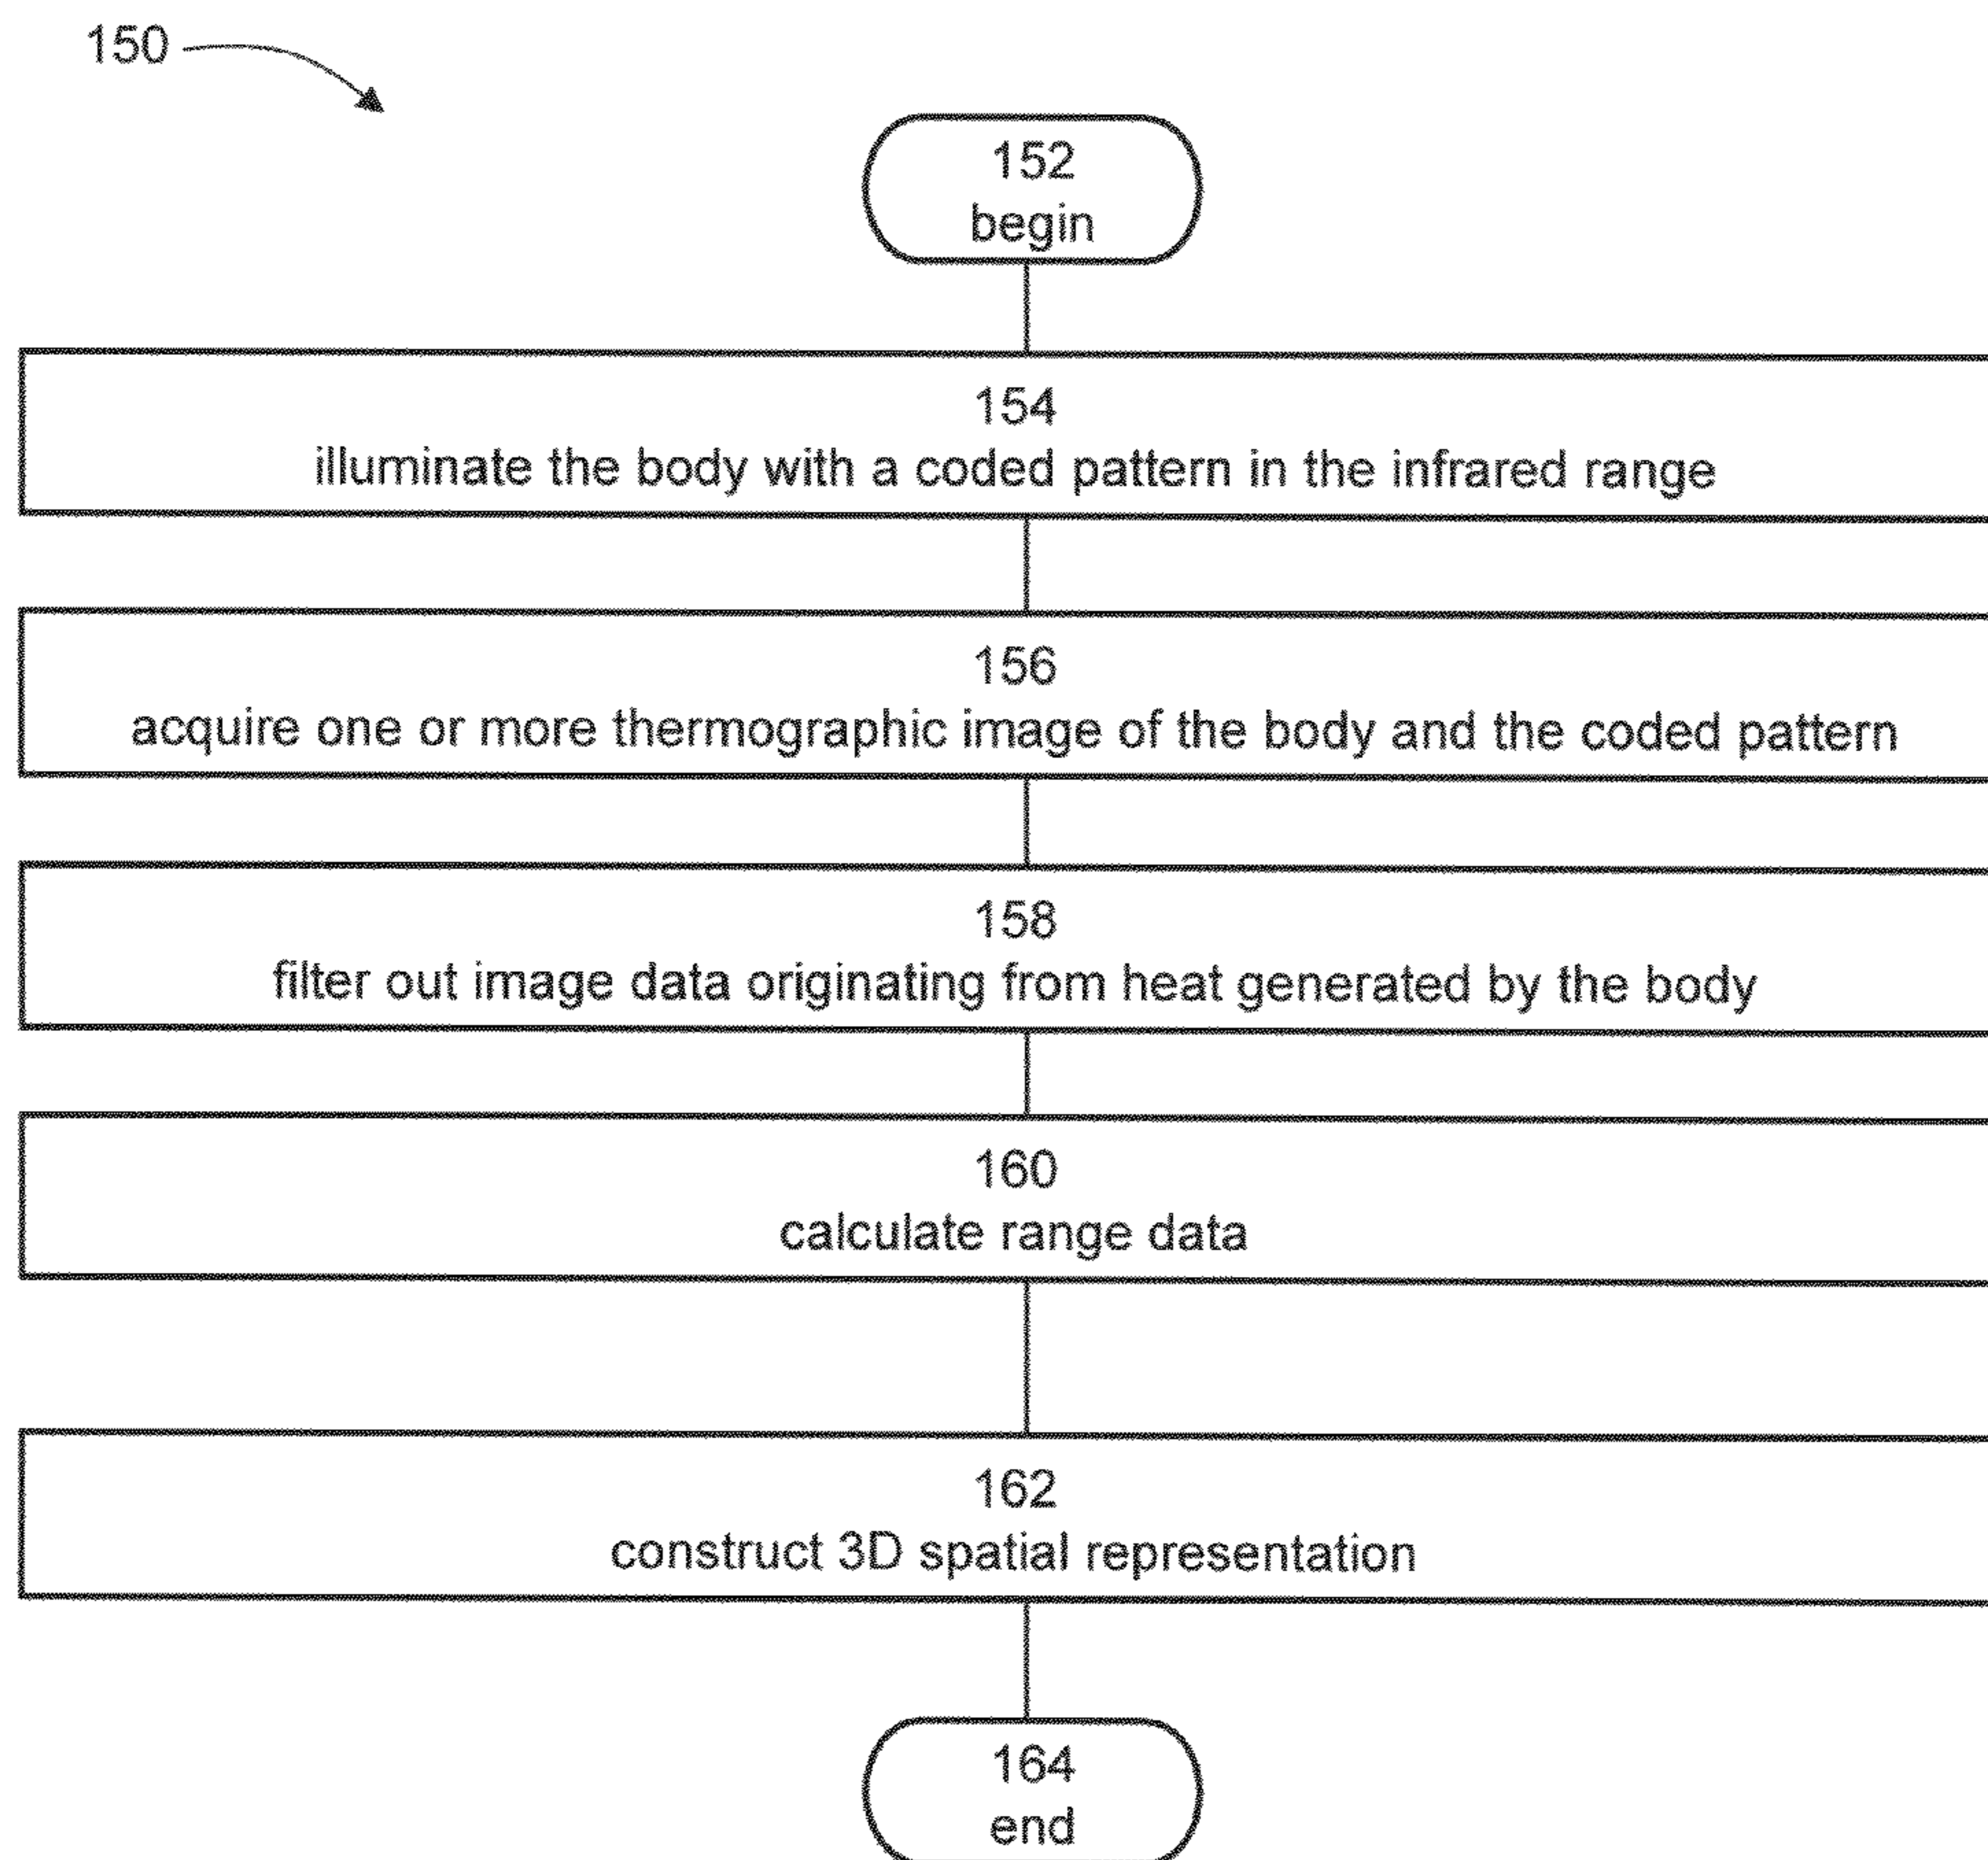 150
152
begin
154
illuminate the body with a coded pattern in the infrared range
156
acquire one or more thermographic image of the body and the coded pattern
158
filter out image data originating from heat generated by the body
160
calculate range data
162
construct 3D spatial representation
164
end